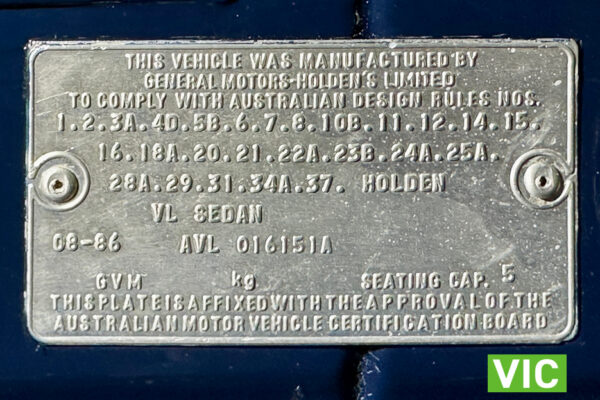 THIS VEHICLE WAS MANUFACTURED BY
GENERAL MOTORS-HOLDEN'S LIMITED
TO COMPLY WITH AUSTRALIAN DESIGN RULES NOS.
1.2.3A.4D.5B.6.7.8.10B.11.12.14.15.
16.18A.20.21.22A.23B.24A.25A.
28A.29.31.34A.37. HOLDEN
VL SEDAN
08-86 AVL 016151A
GVM kg SEATING CAP. 5
THIS PLATE IS AFFIXED WITH THE APPROVAL OF THE
AUSTRALIAN MOTOR VEHICLE CERTIFICATION BOARD
VIC